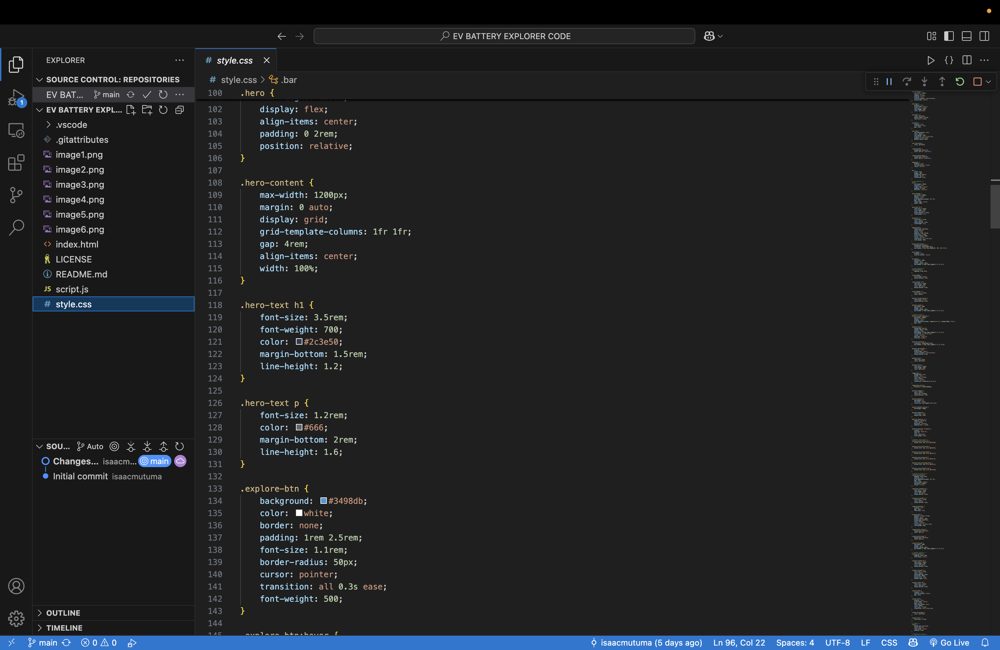 EV BATTERY EXPLORER CODE
EXPLORER
SOURCE CONTROL: REPOSITORIES
EV BAT... main
EV BATTERY EXPL...
.vscode
.gitattributes
image1.png
image2.png
image3.png
image4.png
image5.png
image6.png
index.html
LICENSE
README.md
JS script.js
# style.css
SOU... Auto
Changes... isaacm... main
Initial commit isaacmutuma
OUTLINE
TIMELINE
1
# style.css
# style.css > .bar
100 .hero {
102 display: flex;
103 align-items: center;
104 padding: 0 2rem;
105 position: relative;
106 }
107
108 .hero-content {
109 max-width: 1200px;
110 margin: 0 auto;
111 display: grid;
112 grid-template-columns: 1fr 1fr;
113 gap: 4rem;
114 align-items: center;
115 width: 100%;
116 }
117
118 .hero-text h1 {
119 font-size: 3.5rem;
120 font-weight: 700;
121 color: #2c3e50;
122 margin-bottom: 1.5rem;
123 line-height: 1.2;
124 }
125
126 .hero-text p {
127 font-size: 1.2rem;
128 color: #666;
129 margin-bottom: 2rem;
130 line-height: 1.6;
131 }
132
133 .explore-btn {
134 background: #3498db;
135 color: white;
136 border: none;
137 padding: 1rem 2.5rem;
138 font-size: 1.1rem;
139 border-radius: 50px;
140 cursor: pointer;
141 transition: all 0.3s ease;
142 font-weight: 500;
143 }
144
145 .explore-btn:hover {
main 0 0
isaacmutuma (5 days ago) Ln 96, Col 22 Spaces: 4 UTF-8 LF CSS Go Live